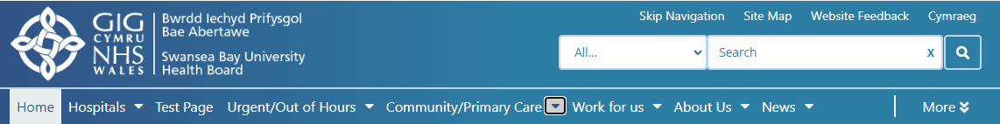 GIG
CYMRU
NHS
WALES
Bwrdd Iechyd Prifysgol
Bae Abertawe
Swansea Bay University
Health Board
Skip Navigation Site Map Website Feedback Cymraeg
All... Search x
Home Hospitals Test Page Urgent/Out of Hours Community/Primary Care Work for us About Us News More